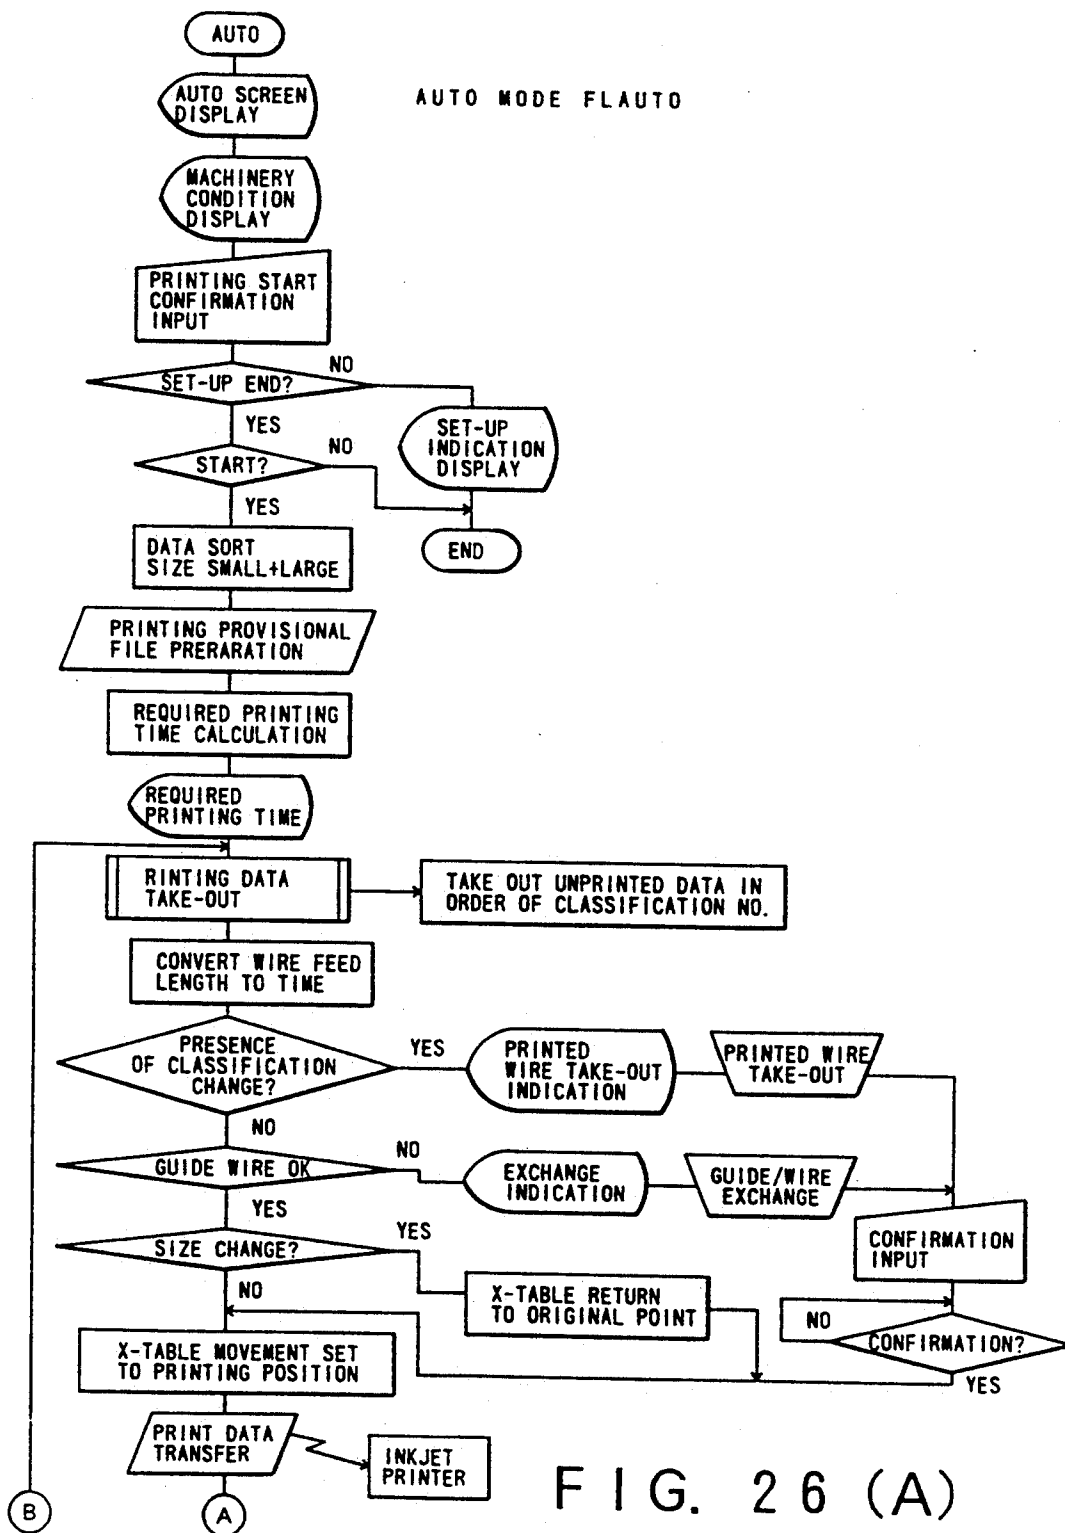 AUTO
AUTO SCREEN
DISPLAY
AUTO MODE FLAUTO
MACHINERY
CONDITION
DISPLAY
PRINTING START
CONFIRMATION
INPUT
SET-UP END?
NO
YES
SET-UP
INDICATION
DISPLAY
START?
NO
YES
END
DATA SORT
SIZE SMALL+LARGE
PRINTING PROVISIONAL
FILE PRERARATION
REQUIRED PRINTING
TIME CALCULATION
REQUIRED
PRINTING TIME
RINTING DATA
TAKE-OUT
TAKE OUT UNPRINTED DATA IN
ORDER OF CLASSIFICATION NO.
CONVERT WIRE FEED
LENGTH TO TIME
PRESENCE
OF CLASSIFICATION
CHANGE?
YES
PRINTED
WIRE TAKE-OUT
INDICATION
PRINTED WIRE
TAKE-OUT
NO
GUIDE WIRE OK
NO
EXCHANGE
INDICATION
GUIDE/WIRE
EXCHANGE
YES
CONFIRMATION
INPUT
SIZE CHANGE?
YES
NO
X-TABLE RETURN
TO ORIGINAL POINT
NO
CONFIRMATION?
YES
X-TABLE MOVEMENT SET
TO PRINTING POSITION
PRINT DATA
TRANSFER
INKJET
PRINTER
B
A
FIG. 26 (A)